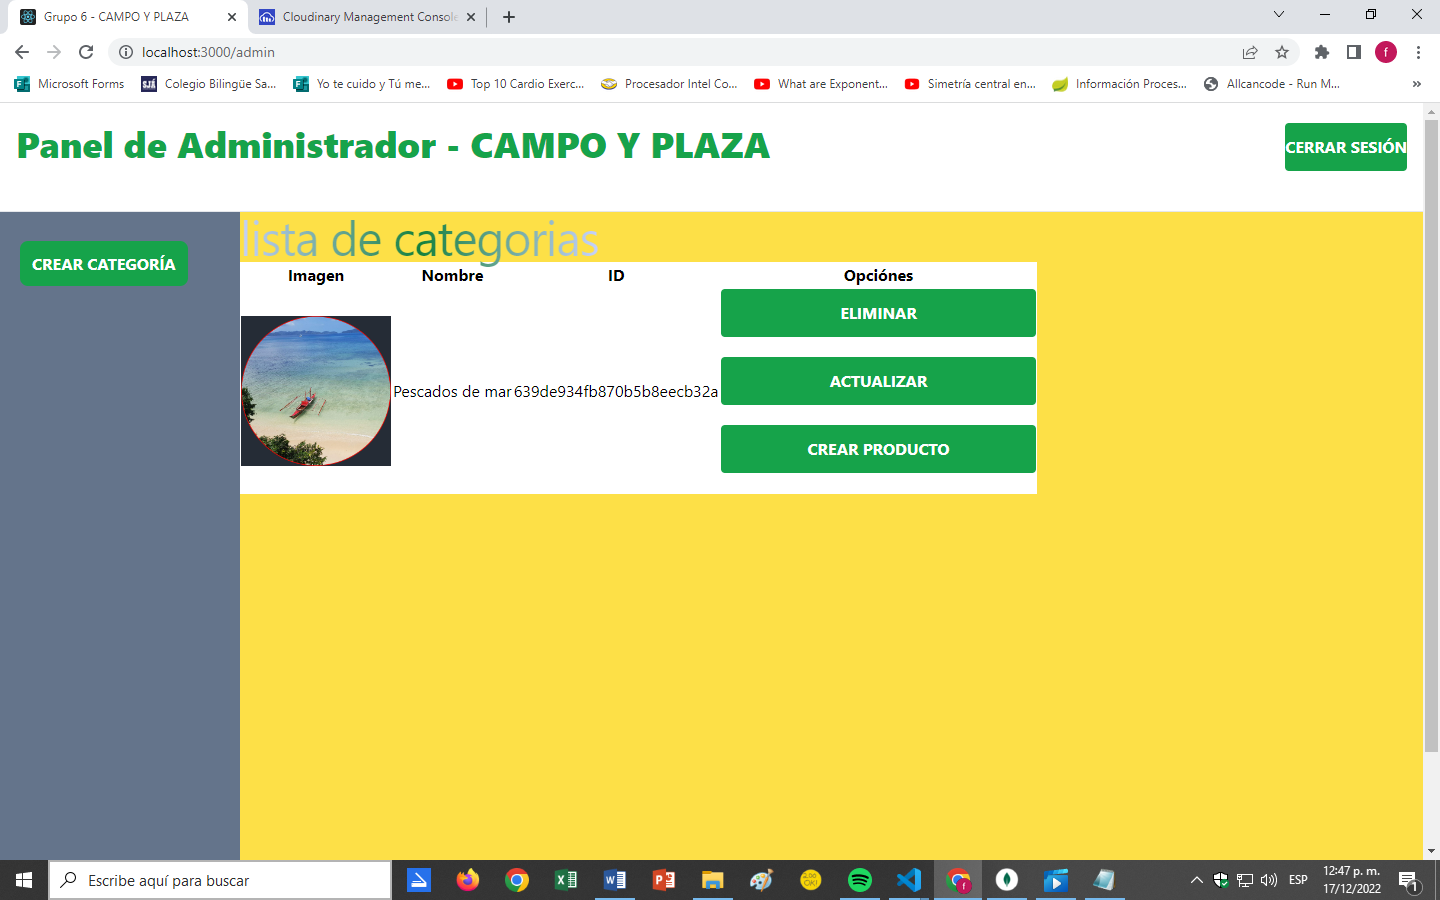 Grupo 6 - CAMPO Y PLAZA
Cloudinary Management Console
localhost:3000/admin
f
Microsoft Forms
Colegio Bilingüe Sa...
Yo te cuido y Tú me...
Top 10 Cardio Exerc...
Procesador Intel Co...
What are Exponent...
Simetría central en...
Información Proces...
Allcancode - Run M...
»
Panel de Administrador - CAMPO Y PLAZA
CERRAR SESIÓN
CREAR CATEGORÍA
lista de categorias
Imagen Nombre ID Opciónes
ELIMINAR
Pescados de mar 639de934fb870b5b8eecb32a
ACTUALIZAR
CREAR PRODUCTO
Escribe aquí para buscar
ESP
12:47 p. m.
17/12/2022
1